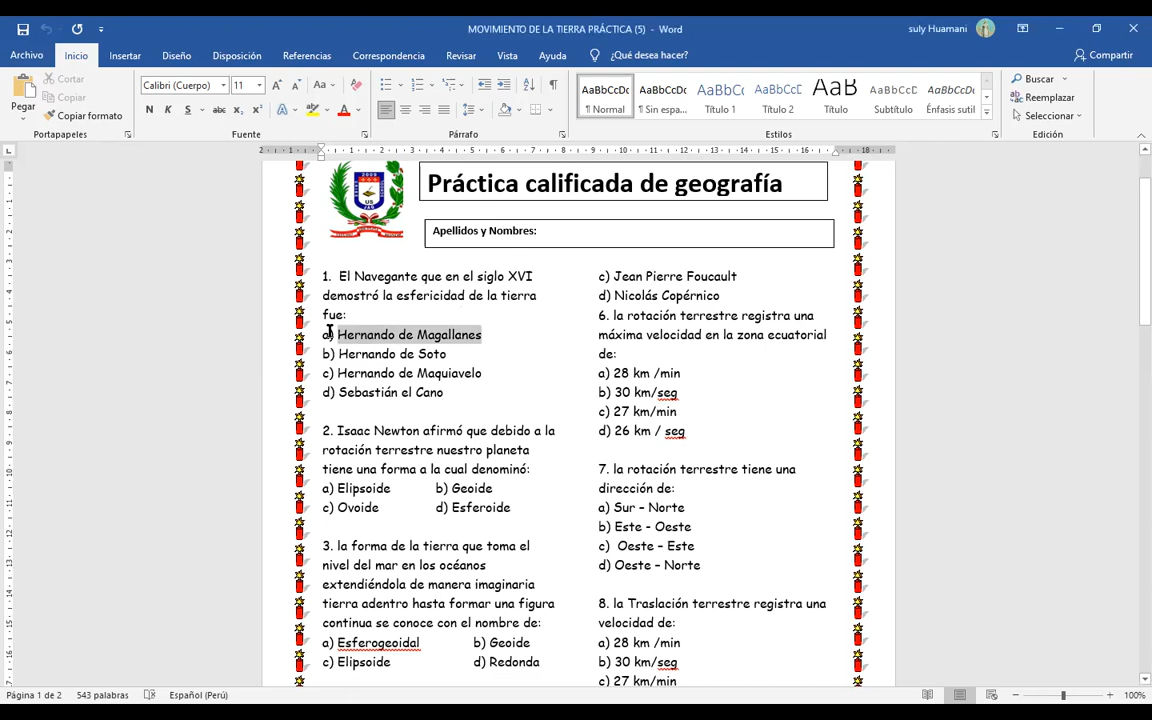 MOVIMIENTO DE LA TIERRA PRÁCTICA (5) - Word
suly Huamani
Archivo Inicio Insertar Diseño Disposición Referencias Correspondencia Revisar Vista Ayuda ¿Qué desea hacer? Compartir
Pegar
Cortar
Copiar
Copiar formato
Portapapeles
Calibri (Cuerpo) 11
Fuente
Párrafo
AaBbCcDc AaBbCcDc AaBbCc AaBbCcC AaB AaBbCcD AaBbCcDc
¶ Normal ¶ Sin espa... Título 1 Título 2 Título Subtítulo Énfasis sutil
Estilos
Buscar
Reemplazar
Seleccionar
Edición
Práctica calificada de geografía
Apellidos y Nombres:
1. El Navegante que en el siglo XVI
demostró la esfericidad de la tierra
fue:
a) Hernando de Magallanes
b) Hernando de Soto
c) Hernando de Maquiavelo
d) Sebastián el Cano
2. Isaac Newton afirmó que debido a la
rotación terrestre nuestro planeta
tiene una forma a la cual denominó:
a) Elipsoide b) Geoide
c) Ovoide d) Esferoide
3. la forma de la tierra que toma el
nivel del mar en los océanos
extendiéndola de manera imaginaria
tierra adentro hasta formar una figura
continua se conoce con el nombre de:
a) Esferogeoidal b) Geoide
c) Elipsoide d) Redonda
c) Jean Pierre Foucault
d) Nicolás Copérnico
6. la rotación terrestre registra una
máxima velocidad en la zona ecuatorial
de:
a) 28 km /min
b) 30 km/seg
c) 27 km/min
d) 26 km / seg
7. la rotación terrestre tiene una
dirección de:
a) Sur – Norte
b) Este - Oeste
c) Oeste – Este
d) Oeste – Norte
8. la Traslación terrestre registra una
velocidad de:
a) 28 km /min
b) 30 km/seg
c) 27 km/min
Página 1 de 2 543 palabras Español (Perú) 100%